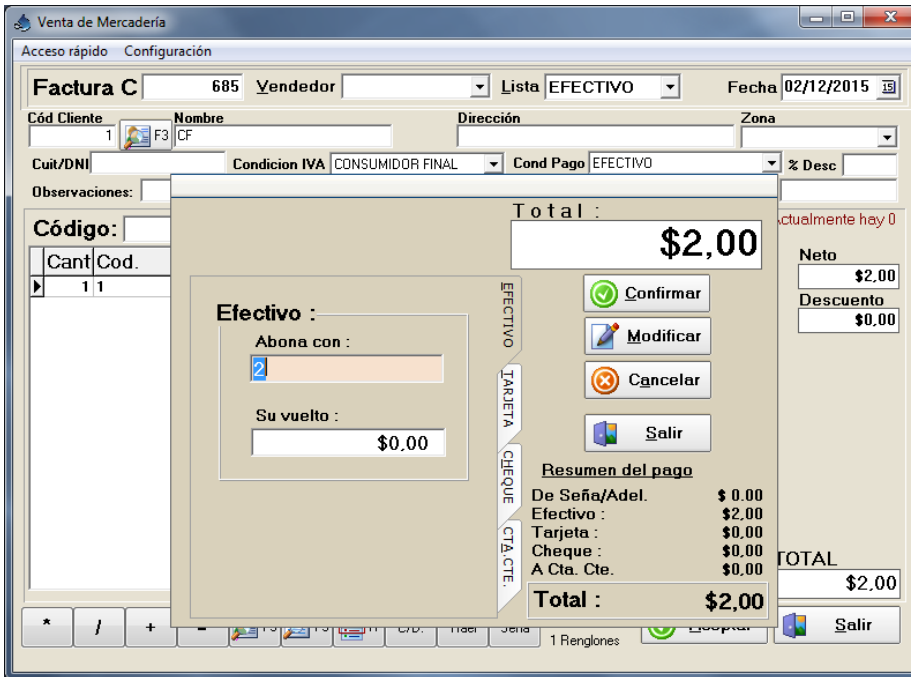 Venta de Mercadería
Acceso rápido Configuración
Factura C 685 Vendedor Lista EFECTIVO Fecha 02/12/2015 15
Cód Cliente Nombre Dirección Zona
1 F3 CF
Cuit/DNI Condicion IVA CONSUMIDOR FINAL Cond Pago EFECTIVO % Desc
Observaciones:
Total :
Actualmente hay 0
Código:
$2,00
Neto
Cant Cod.
$2,00
1 1
EFECTIVO
Confirmar
Descuento
Efectivo :
$0,00
Abona con :
Modificar
2
TARJETA
Cancelar
Su vuelto :
$0,00
Salir
CHEQUE
Resumen del pago
De Seña/Adel. $ 0.00
Efectivo : $2,00
CTA.CTE.
Tarjeta : $0,00
Cheque : $0,00
TOTAL
A Cta. Cte. $0,00
$2,00
Total : $2,00
* / + -
1 Renglones
Aceptar
Salir